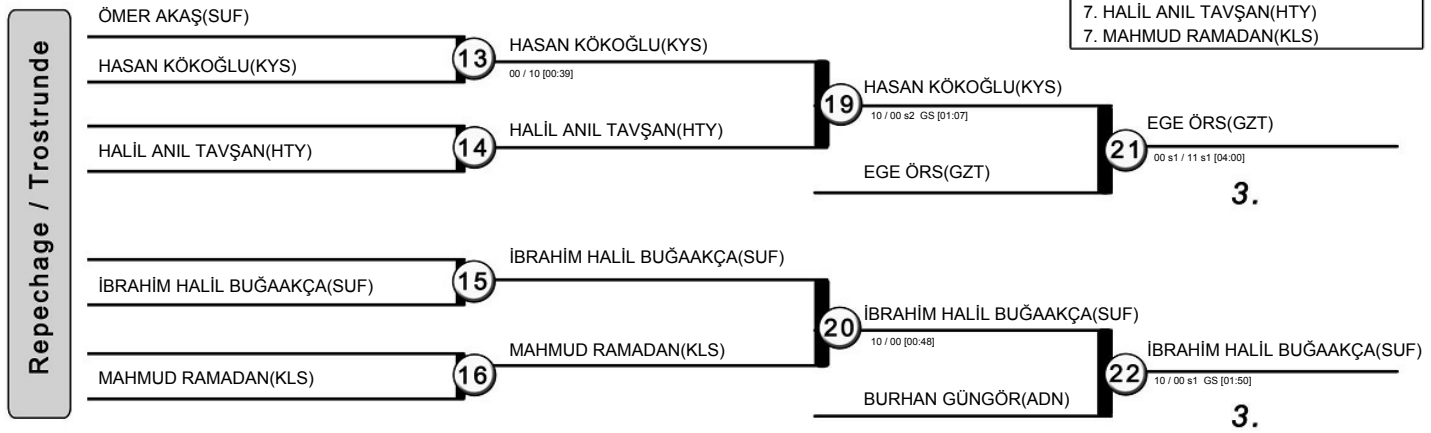 7. HALİL ANIL TAVŞAN(HTY)
7. MAHMUD RAMADAN(KLS)
Repechage / Trostrunde
ÖMER AKAŞ(SUF)
HASAN KÖKOĞLU(KYS)
13
HASAN KÖKOĞLU(KYS)
00 / 10 [00:39]
HALİL ANIL TAVŞAN(HTY)
14
HALİL ANIL TAVŞAN(HTY)
19
HASAN KÖKOĞLU(KYS)
10 / 00 s2 GS [01:07]
EGE ÖRS(GZT)
21
EGE ÖRS(GZT)
00 s1 / 11 s1 [04:00]
3.
İBRAHİM HALİL BUĞAAKÇA(SUF)
15
İBRAHİM HALİL BUĞAAKÇA(SUF)
MAHMUD RAMADAN(KLS)
16
MAHMUD RAMADAN(KLS)
20
İBRAHİM HALİL BUĞAAKÇA(SUF)
10 / 00 [00:48]
BURHAN GÜNGÖR(ADN)
22
İBRAHİM HALİL BUĞAAKÇA(SUF)
10 / 00 s1 GS [01:50]
3.